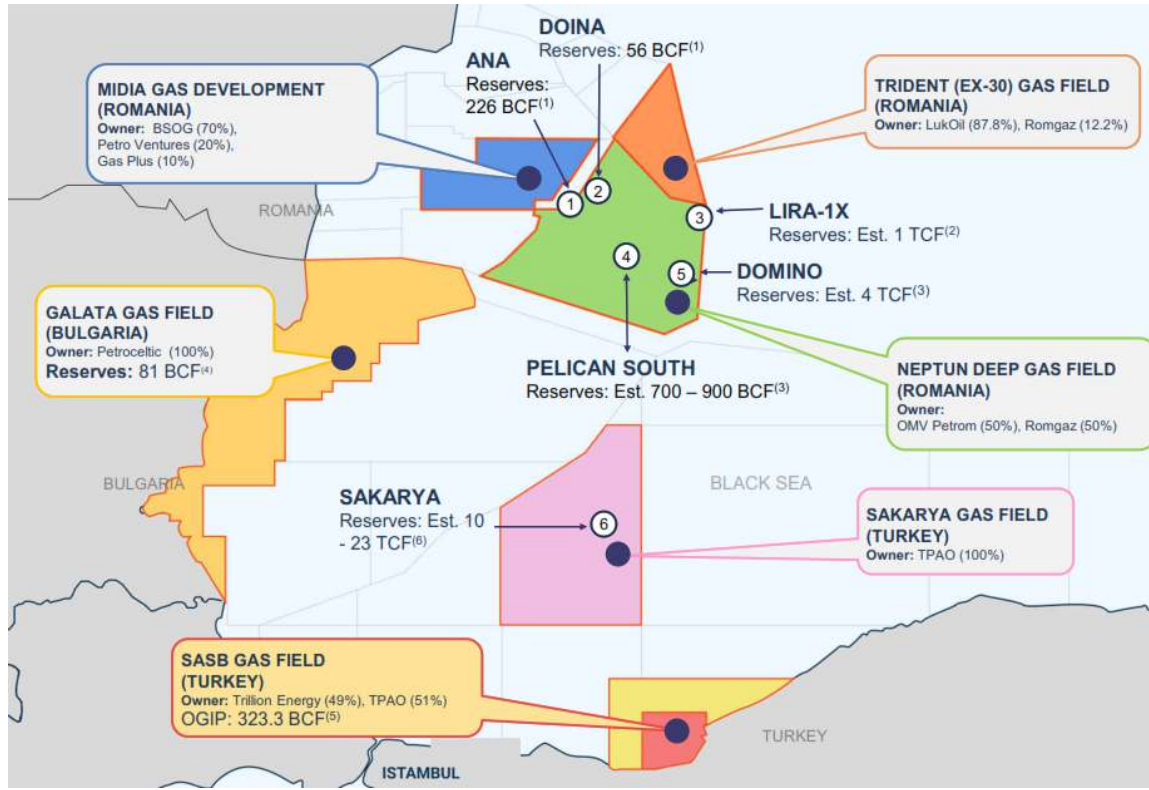 DOINA
Reserves: 56 BCF(1)
ANA
Reserves:
226 BCF(1)
MIDIA GAS DEVELOPMENT
(ROMANIA)
Owner: BSOG (70%),
Petro Ventures (20%),
Gas Plus (10%)
TRIDENT (EX-30) GAS FIELD
(ROMANIA)
Owner: LukOil (87.8%), Romgaz (12.2%)
ROMANIA
1
2
3
LIRA-1X
Reserves: Est. 1 TCF(2)
4
5
DOMINO
Reserves: Est. 4 TCF(3)
GALATA GAS FIELD
(BULGARIA)
Owner: Petroceltic (100%)
Reserves: 81 BCF(4)
PELICAN SOUTH
Reserves: Est. 700 – 900 BCF(3)
NEPTUN DEEP GAS FIELD
(ROMANIA)
Owner:
OMV Petrom (50%), Romgaz (50%)
BULGARIA
BLACK SEA
SAKARYA
Reserves: Est. 10
- 23 TCF(6)
6
SAKARYA GAS FIELD
(TURKEY)
Owner: TPAO (100%)
SASB GAS FIELD
(TURKEY)
Owner: Trillion Energy (49%), TPAO (51%)
OGIP: 323.3 BCF(5)
TURKEY
ISTAMBUL